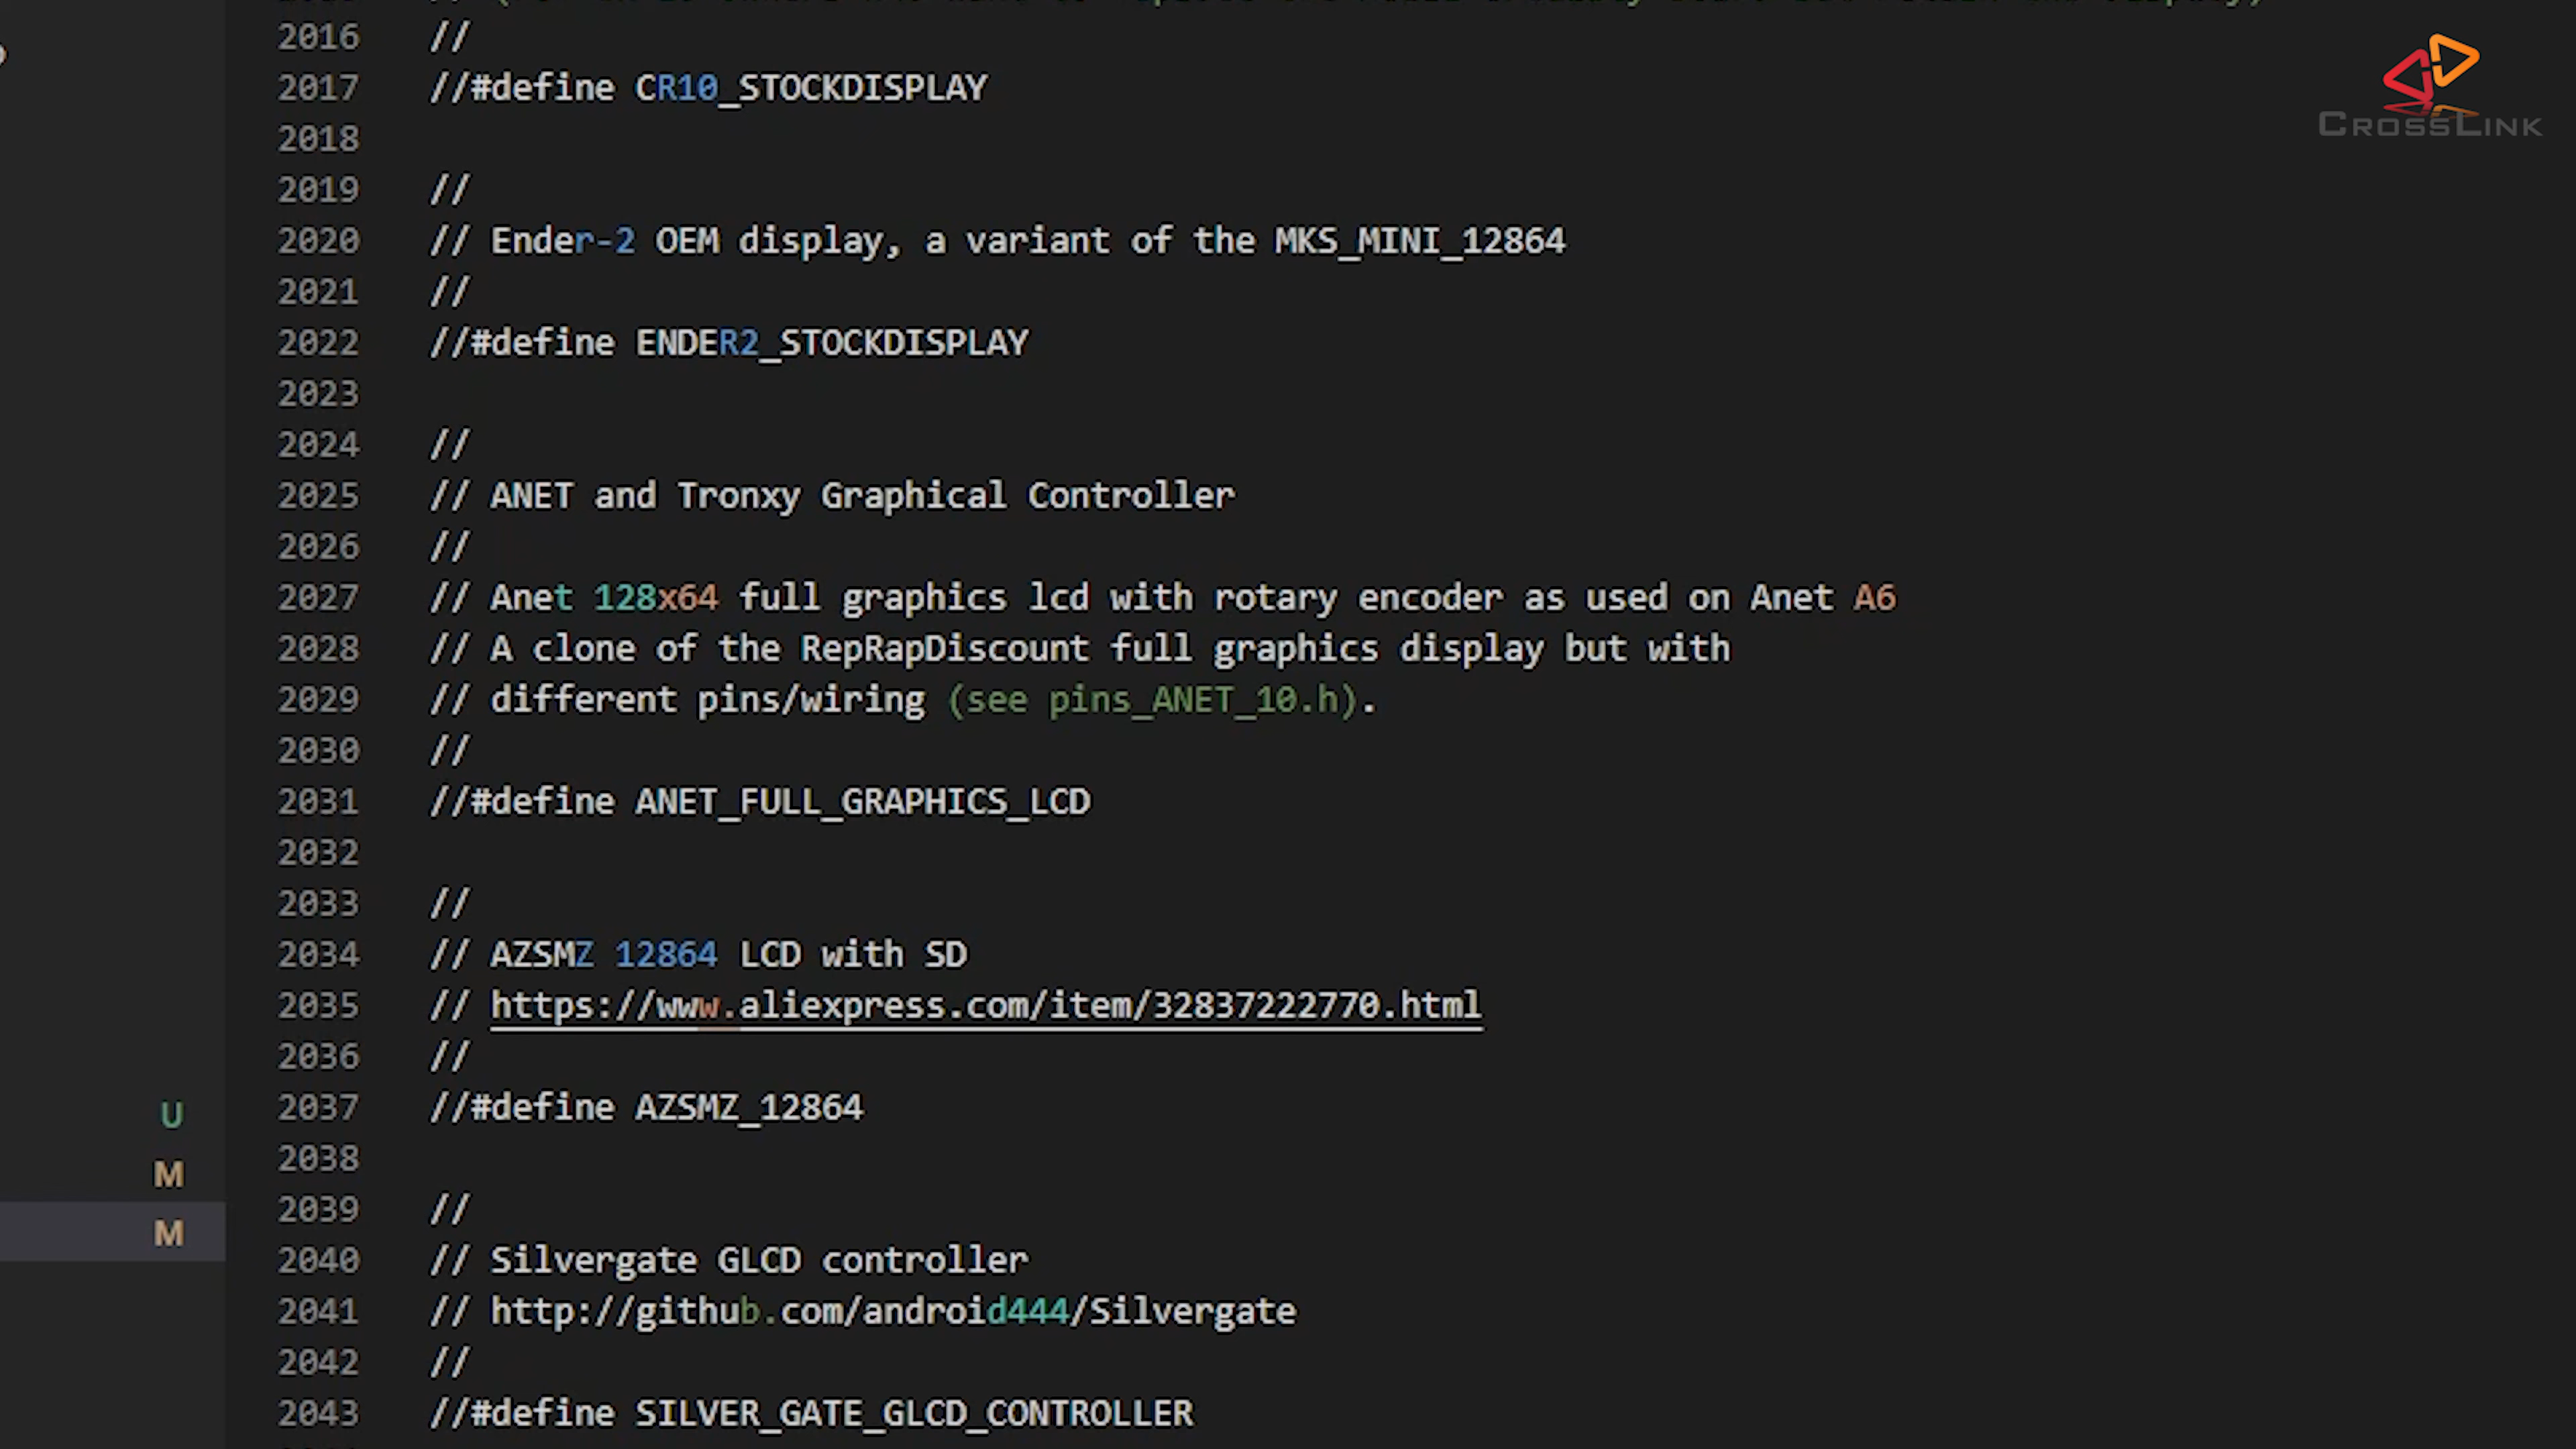 2016 //
2017 //#define CR10_STOCKDISPLAY
2018
2019 //
2020 // Ender-2 OEM display, a variant of the MKS_MINI_12864
2021 //
2022 //#define ENDER2_STOCKDISPLAY
2023
2024 //
2025 // ANET and Tronxy Graphical Controller
2026 //
2027 // Anet 128x64 full graphics lcd with rotary encoder as used on Anet A6
2028 // A clone of the RepRapDiscount full graphics display but with
2029 // different pins/wiring (see pins_ANET_10.h).
2030 //
2031 //#define ANET_FULL_GRAPHICS_LCD
2032
2033 //
2034 // AZSMZ 12864 LCD with SD
2035 // https://www.aliexpress.com/item/32837222770.html
2036 //
U
2037 //#define AZSMZ_12864
2038
M
2039 //
M
2040 // Silvergate GLCD controller
2041 // http://github.com/android444/Silvergate
2042 //
2043 //#define SILVER_GATE_GLCD_CONTROLLER
CROSSLINK